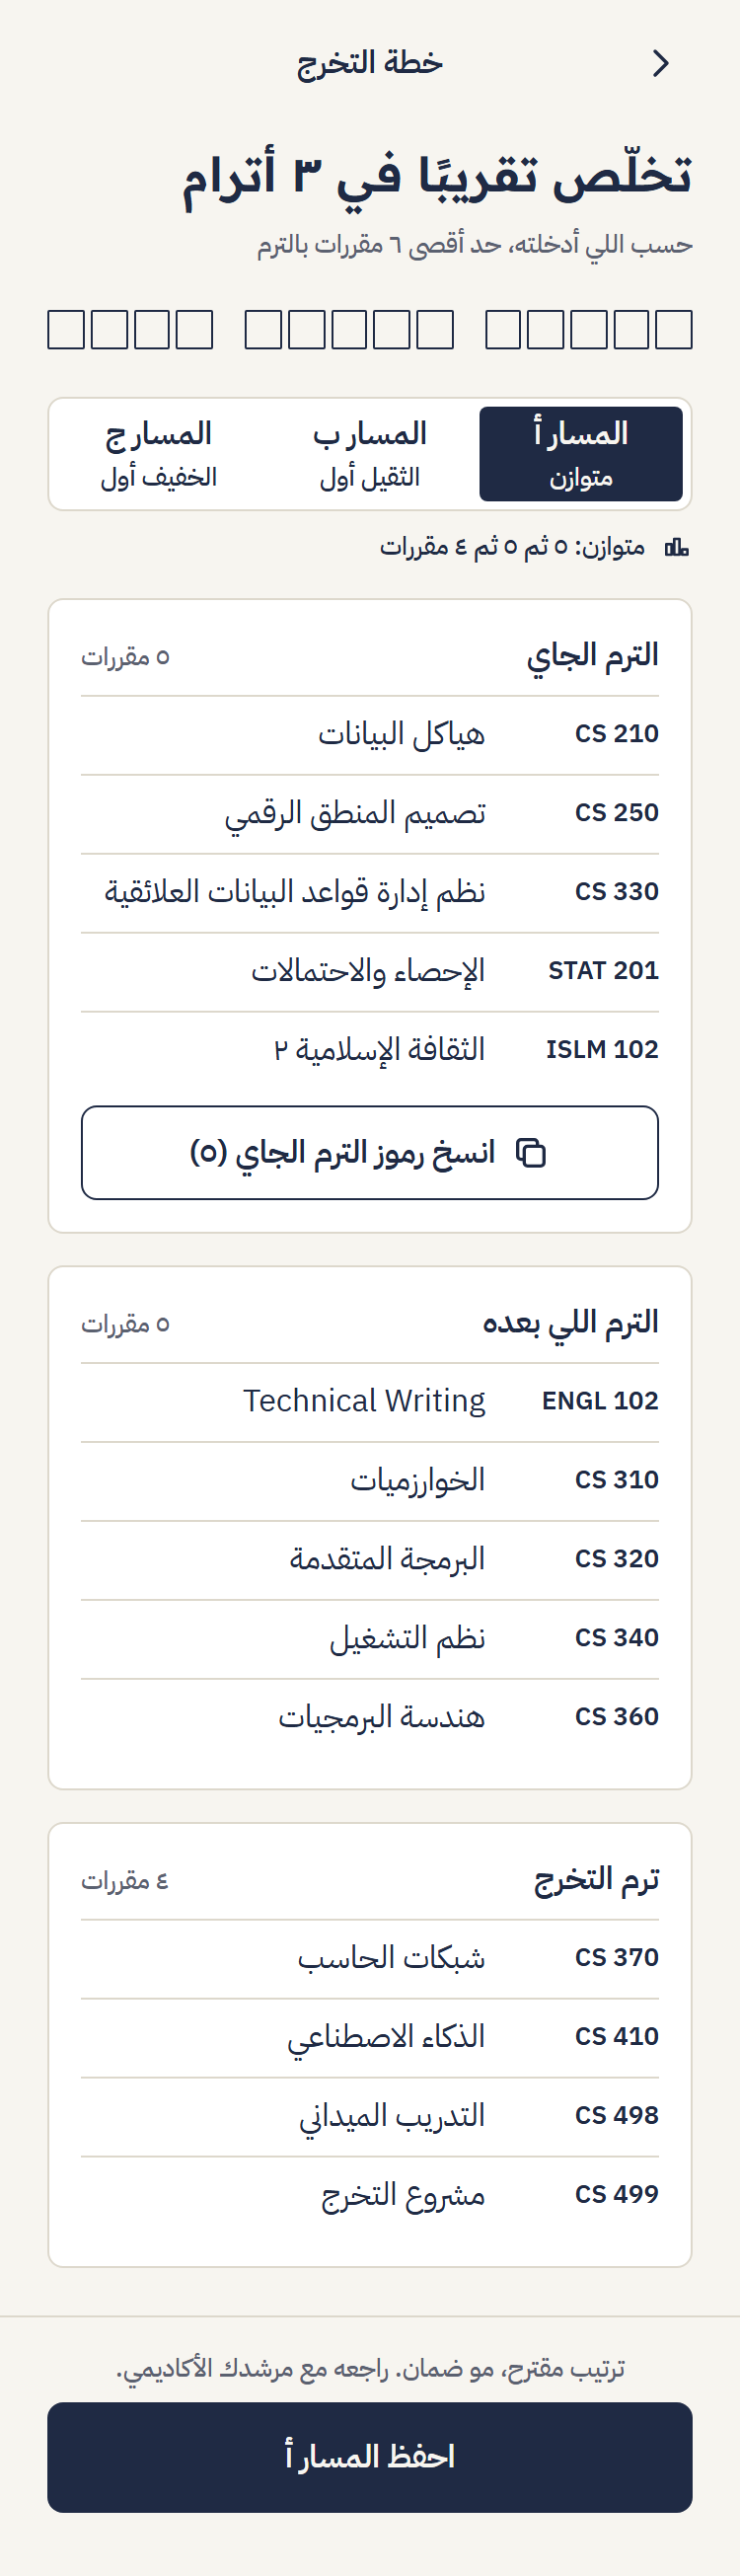 خطة التخرج
تخلّص تقريبًا في ٣ أترام
حسب اللي أدخلته، حد أقصى ٦ مقررات بالترم
المسار أ
متوازن
المسار ب
الثقيل أول
المسار ج
الخفيف أول
متوازن: ٥ ثم ٥ ثم ٤ مقررات
الترم الجاي
٥ مقررات
CS 210 هياكل البيانات
CS 250 تصميم المنطق الرقمي
CS 330 نظم إدارة قواعد البيانات العلائقية
STAT 201 الإحصاء والاحتمالات
ISLM 102 الثقافة الإسلامية ٢
انسخ رموز الترم الجاي (٥)
الترم اللي بعده
٥ مقررات
ENGL 102 Technical Writing
CS 310 الخوارزميات
CS 320 البرمجة المتقدمة
CS 340 نظم التشغيل
CS 360 هندسة البرمجيات
ترم التخرج
٤ مقررات
CS 370 شبكات الحاسب
CS 410 الذكاء الاصطناعي
CS 498 التدريب الميداني
CS 499 مشروع التخرج
ترتيب مقترح، مو ضمان. راجعه مع مرشدك الأكاديمي.
احفظ المسار أ